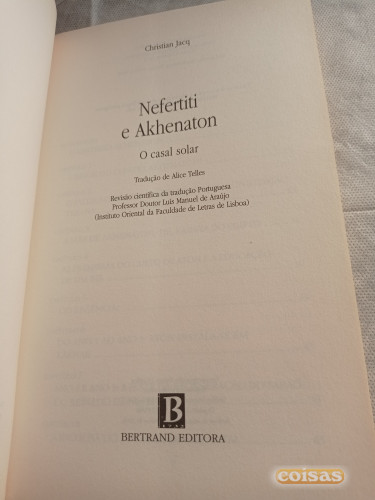 Christian Jacq
Nefertiti
e Akhenaton
O casal solar
Tradução de Alice Telles
Revisão científica da tradução Portuguesa
Professor Doutor Luís Manuel de Araújo
(Instituto Oriental da Faculdade de Letras de Lisboa)
B
BERTRAND EDITORA
coisas